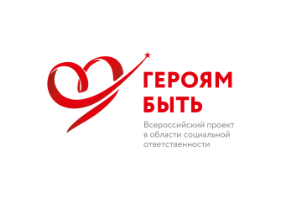 ГЕРОЯМ
БЫТЬ
Всероссийский проект
в области социальной
ответственности